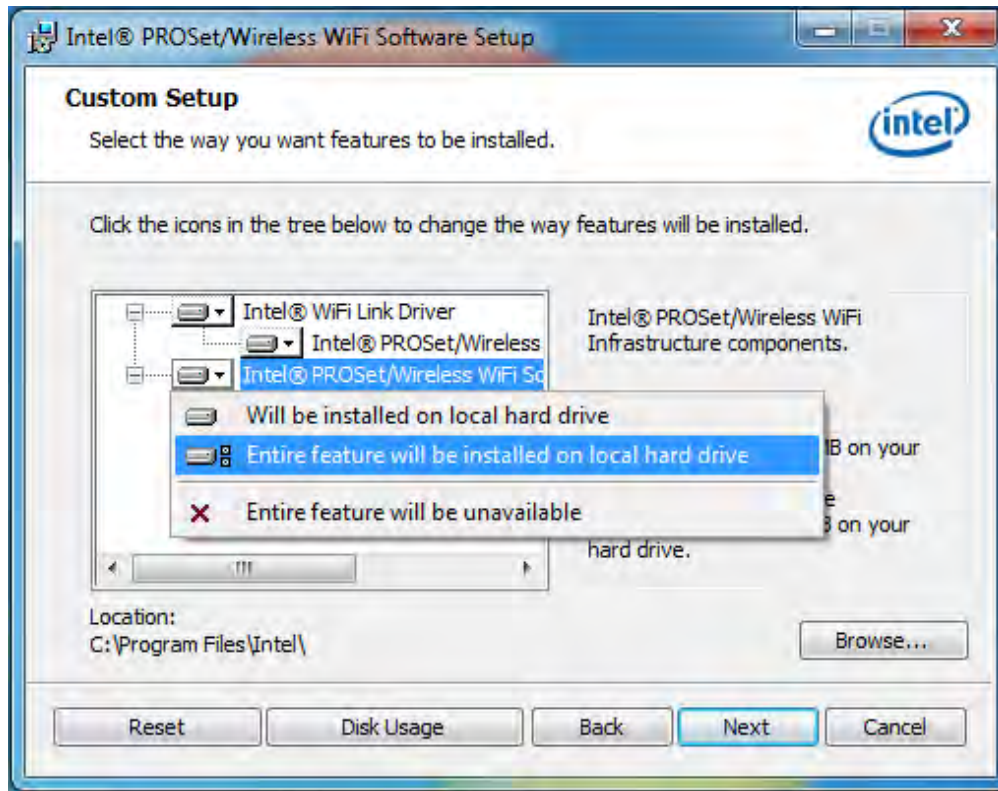 Intel® PROSet/Wireless WiFi Software Setup
Custom Setup
Select the way you want features to be installed.
intel
Click the icons in the tree below to change the way features will be installed.
Intel® WiFi Link Driver
Intel® PROSet/Wireless
Intel® PROSet/Wireless WiFi So
Intel® PROSet/Wireless WiFi
Infrastructure components.
Will be installed on local hard drive
Entire feature will be installed on local hard drive
Entire feature will be unavailable
on your
on your
hard drive.
Location:
C:\Program Files\Intel\
Browse...
Reset
Disk Usage
Back
Next
Cancel